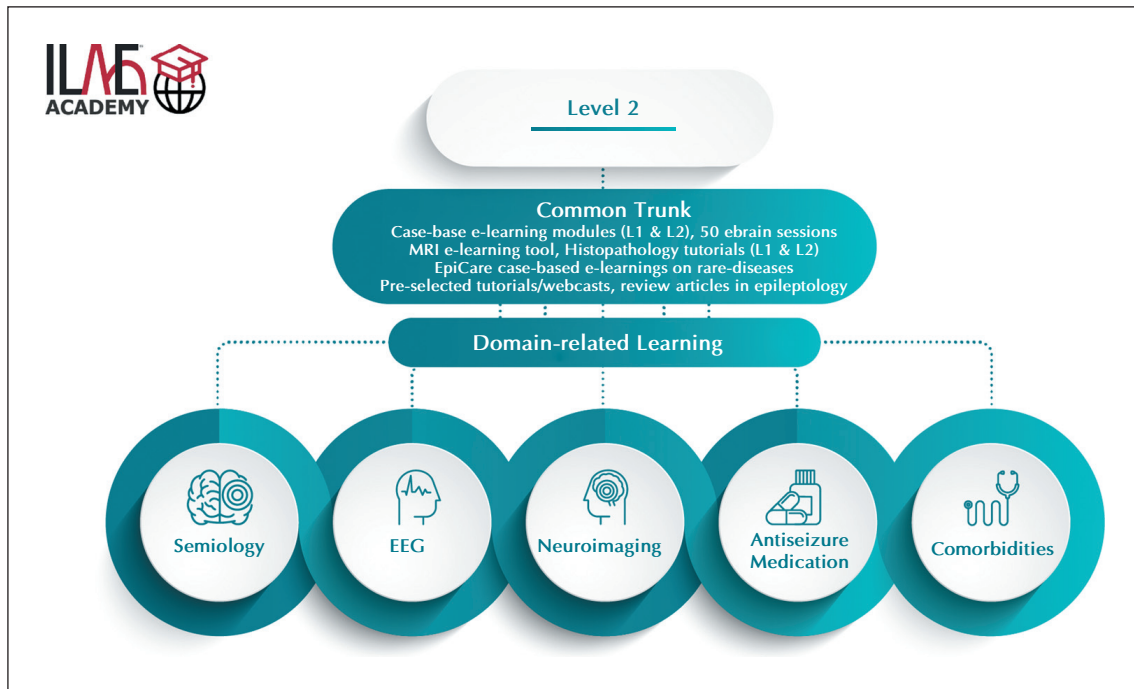 ILAE
ACADEMY
Level 2
Common Trunk
Case-base e-learning modules (L1 & L2), 50 ebrain sessions
MRI e-learning tool, Histopathology tutorials (L1 & L2)
EpiCare case-based e-learnings on rare-diseases
Pre-selected tutorials/webcasts, review articles in epileptology
Domain-related Learning
Semiology
EEG
Neuroimaging
Antiseizure
Medication
Comorbidities